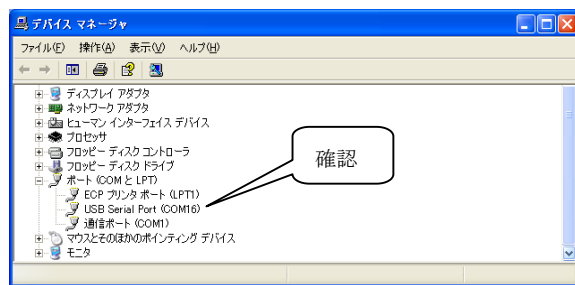 デバイス マネージャ
ファイル(F) 操作(A) 表示(V) ヘルプ(H)
ディスプレイ アダプタ
ネットワーク アダプタ
ヒューマン インターフェイス デバイス
プロセッサ
フロッピー ディスク コントローラ
フロッピー ディスク ドライブ
ポート (COM と LPT)
ECP プリンタ ポート (LPT1)
USB Serial Port (COM16)
通信ポート (COM1)
マウスとそのほかのポインティング デバイス
モニタ
確認